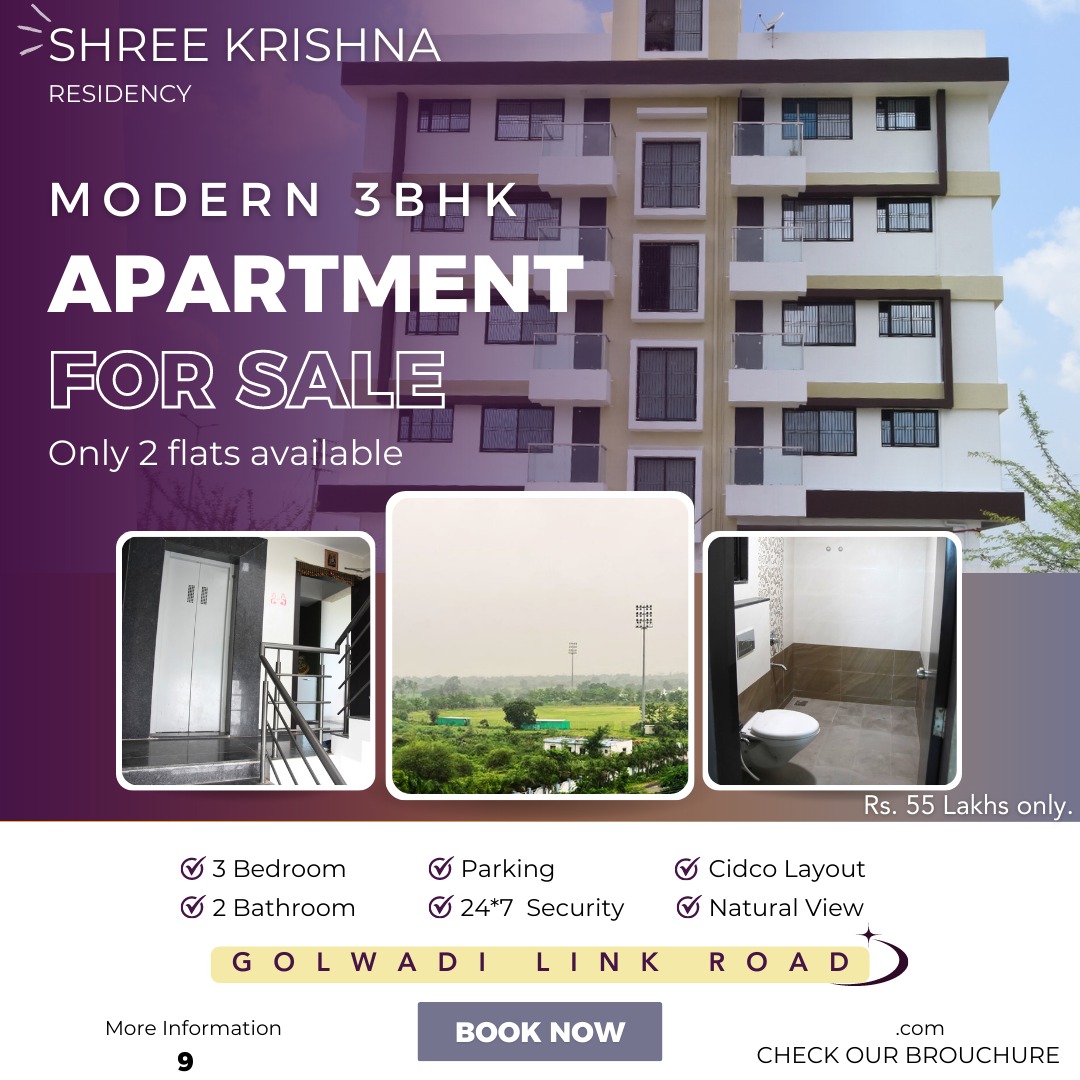 SHREE KRISHNA
RESIDENCY
MODERN 3BHK
APARTMENT
FOR SALE
Only 2 flats available
Rs. 55 Lakhs only.
3 Bedroom
Parking
Cidco Layout
2 Bathroom
24*7 Security
Natural View
GOLWADI LINK ROAD
More Information
9
BOOK NOW
.com
CHECK OUR BROUCHURE